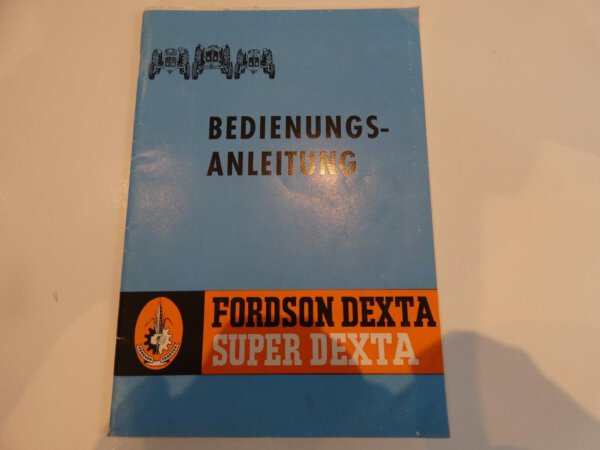 BEDIENUNGS-
ANLEITUNG
FORDSON DEXTA
SUPER DEXTA